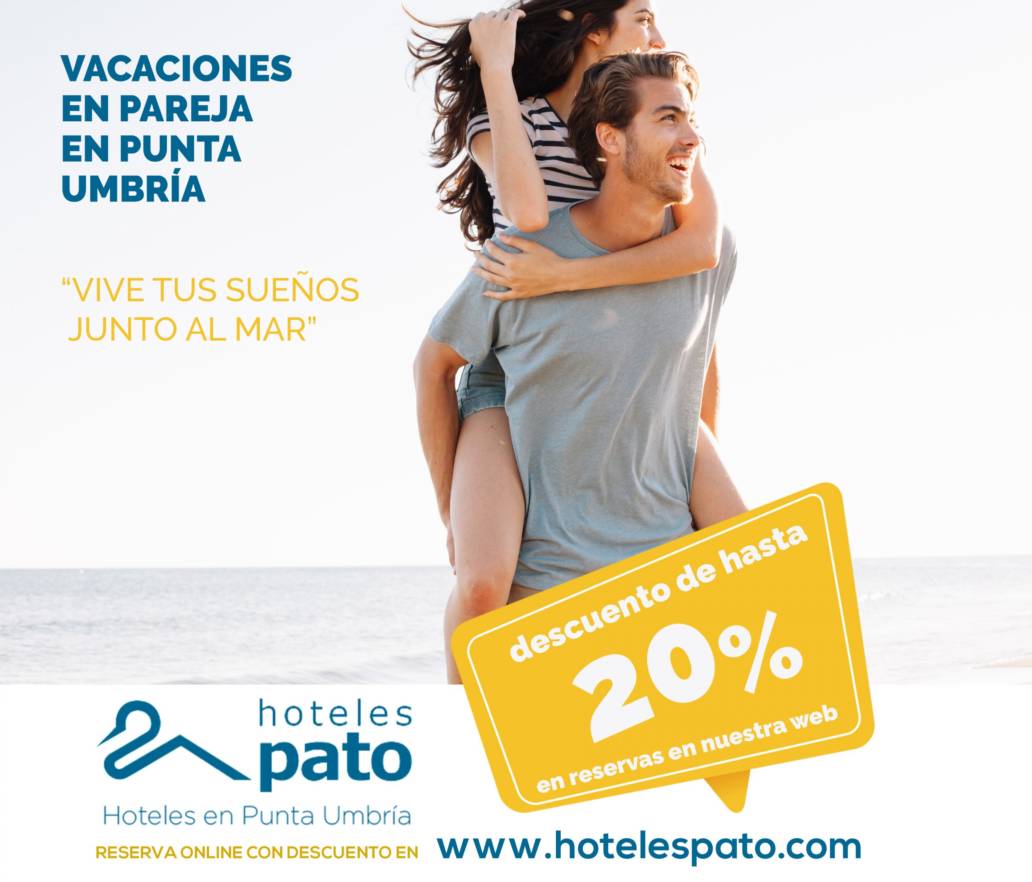 VACACIONES
EN PAREJA
EN PUNTA
UMBRÍA
“VIVE TUS SUEÑOS
JUNTO AL MAR”
descuento de hasta
20%
en reservas en nuestra web
hoteles
pato
Hoteles en Punta Umbría
RESERVA ONLINE CON DESCUENTO EN www.hotelespato.com